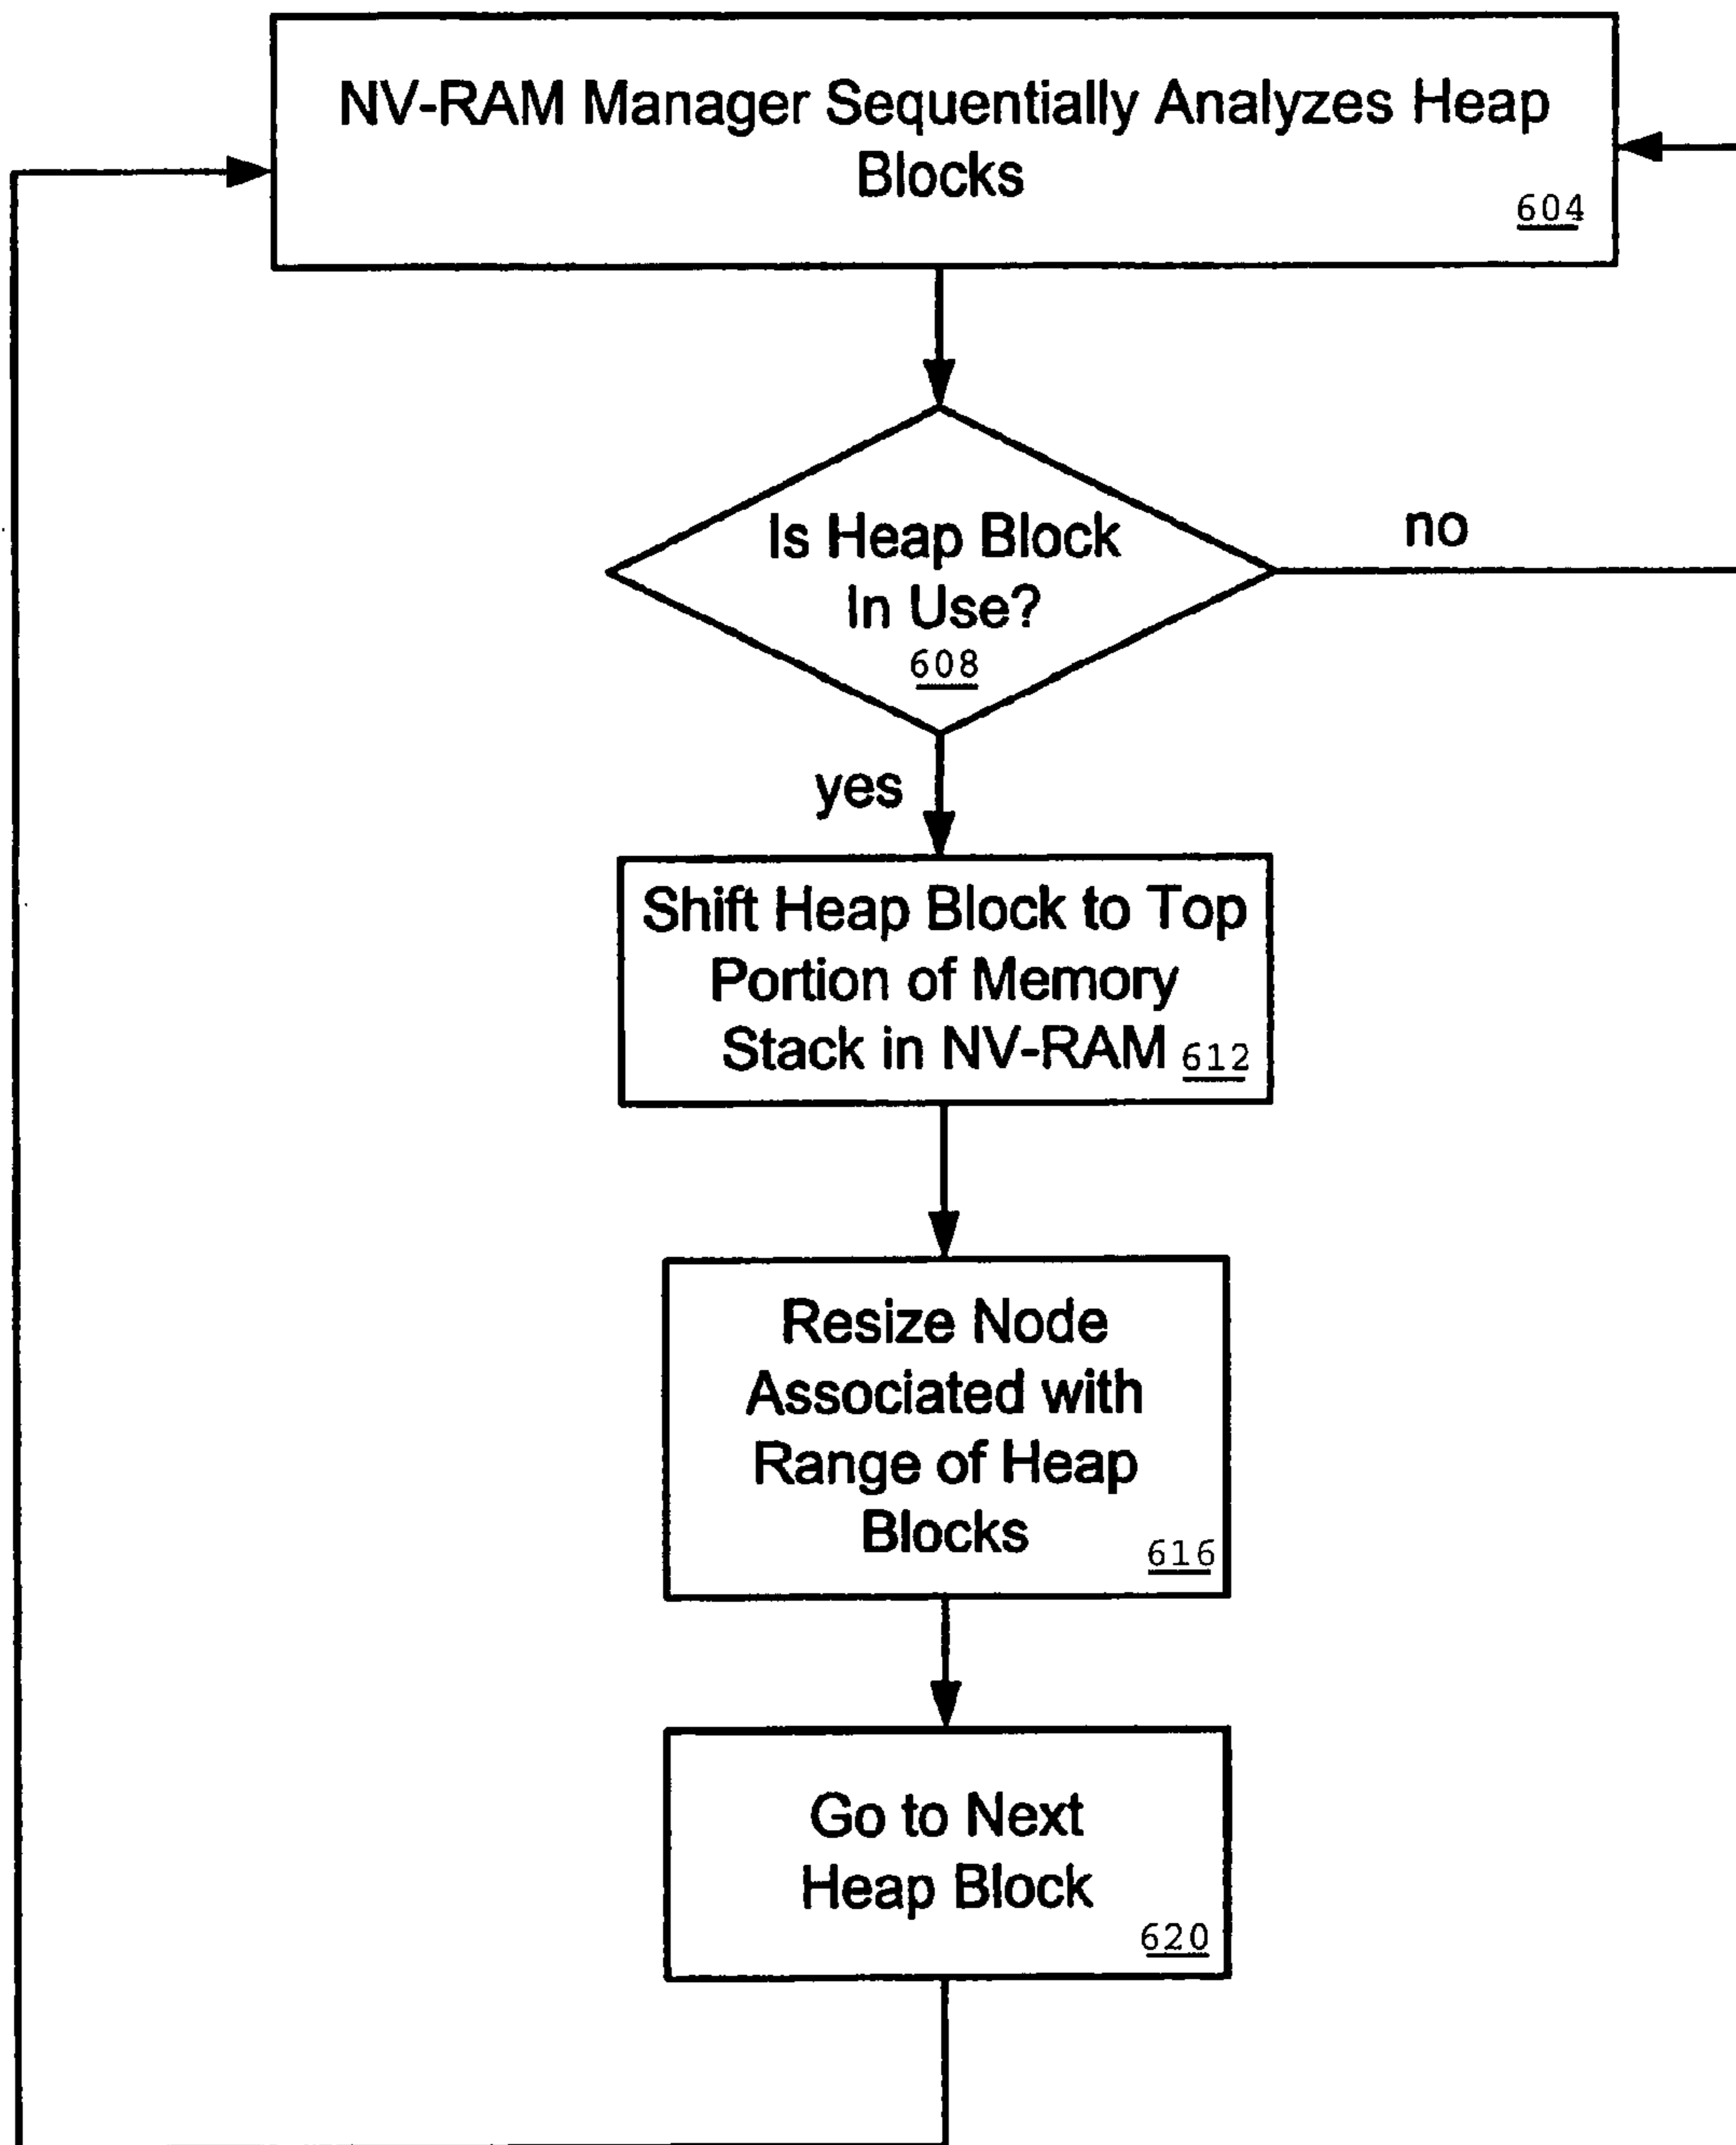 NV-RAM Manager Sequentially Analyzes Heap
Blocks
604
Is Heap Block
In Use?
608
no
yes
Shift Heap Block to Top
Portion of Memory
Stack in NV-RAM 612
Resize Node
Associated with
Range of Heap
Blocks
616
Go to Next
Heap Block
620